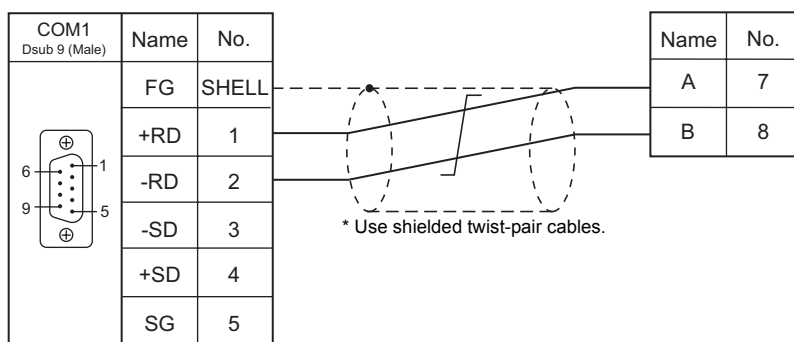 COM1
Dsub 9 (Male)
Name No.
FG SHELL
+RD 1
-RD 2
-SD 3
+SD 4
SG 5
6
1
9
5
* Use shielded twist-pair cables.
Name No.
A 7
B 8